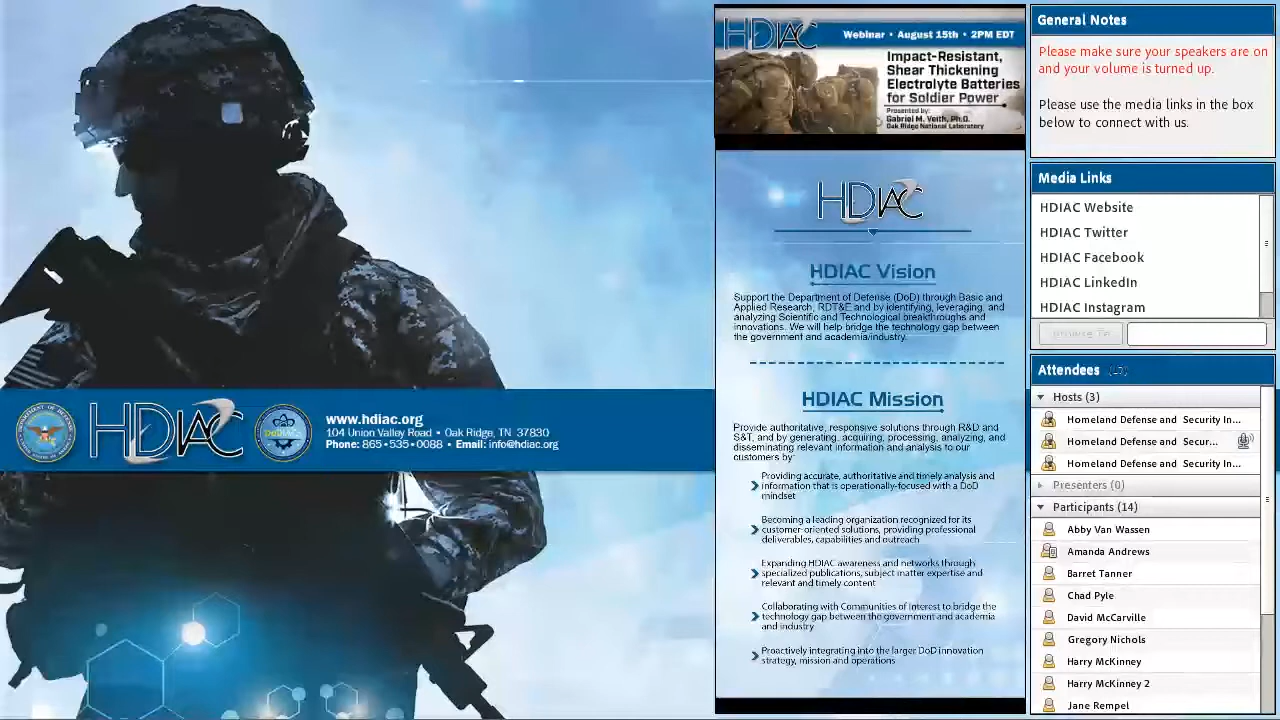 HDIAC
Webinar • August 15th • 2PM EDT
Impact-Resistant,
Shear Thickening
Electrolyte Batteries
for Soldier Power
Presented by:
Gabriel M. Veith, Ph.D.
Oak Ridge National Laboratory
HDIAC
HDIAC Vision
Support the Department of Defense (DoD) through Basic and
Applied Research, RDT&E and by identifying, leveraging, and
analyzing Scientific and Technological breakthroughs and
innovations. We will help bridge the technology gap between
the government and academia/industry.
HDIAC Mission
Provide authoritative, responsive solutions through R&D and
S&T, and by generating, acquiring, processing, analyzing, and
disseminating relevant information and analysis to our
customers by:
Providing accurate, authoritative and timely analysis and
information that is operationally-focused with a DoD
mindset
Becoming a leading organization recognized for its
customer-oriented solutions, providing professional
deliverables, capabilities and outreach
Expanding HDIAC awareness and networks through
specialized publications, subject matter expertise and
relevant and timely content
Collaborating with Communities of Interest to bridge the
technology gap between the government and academia
and industry
Proactively integrating into the larger DoD innovation
strategy, mission and operations
HDIAC
www.hdiac.org
104 Union Valley Road • Oak Ridge, TN 37830
Phone: 865•535•0088 • Email: info@hdiac.org
General Notes
Please make sure your speakers are on
and your volume is turned up.
Please use the media links in the box
below to connect with us.
Media Links
HDIAC Website
HDIAC Twitter
HDIAC Facebook
HDIAC LinkedIn
HDIAC Instagram
Browse To
Attendees (17)
Hosts (3)
Homeland Defense and Security In...
Homeland Defense and Secur...
Homeland Defense and Security In...
Presenters (0)
Participants (14)
Abby Van Wassen
Amanda Andrews
Barret Tanner
Chad Pyle
David McCarville
Gregory Nichols
Harry McKinney
Harry McKinney 2
Jane Rempel